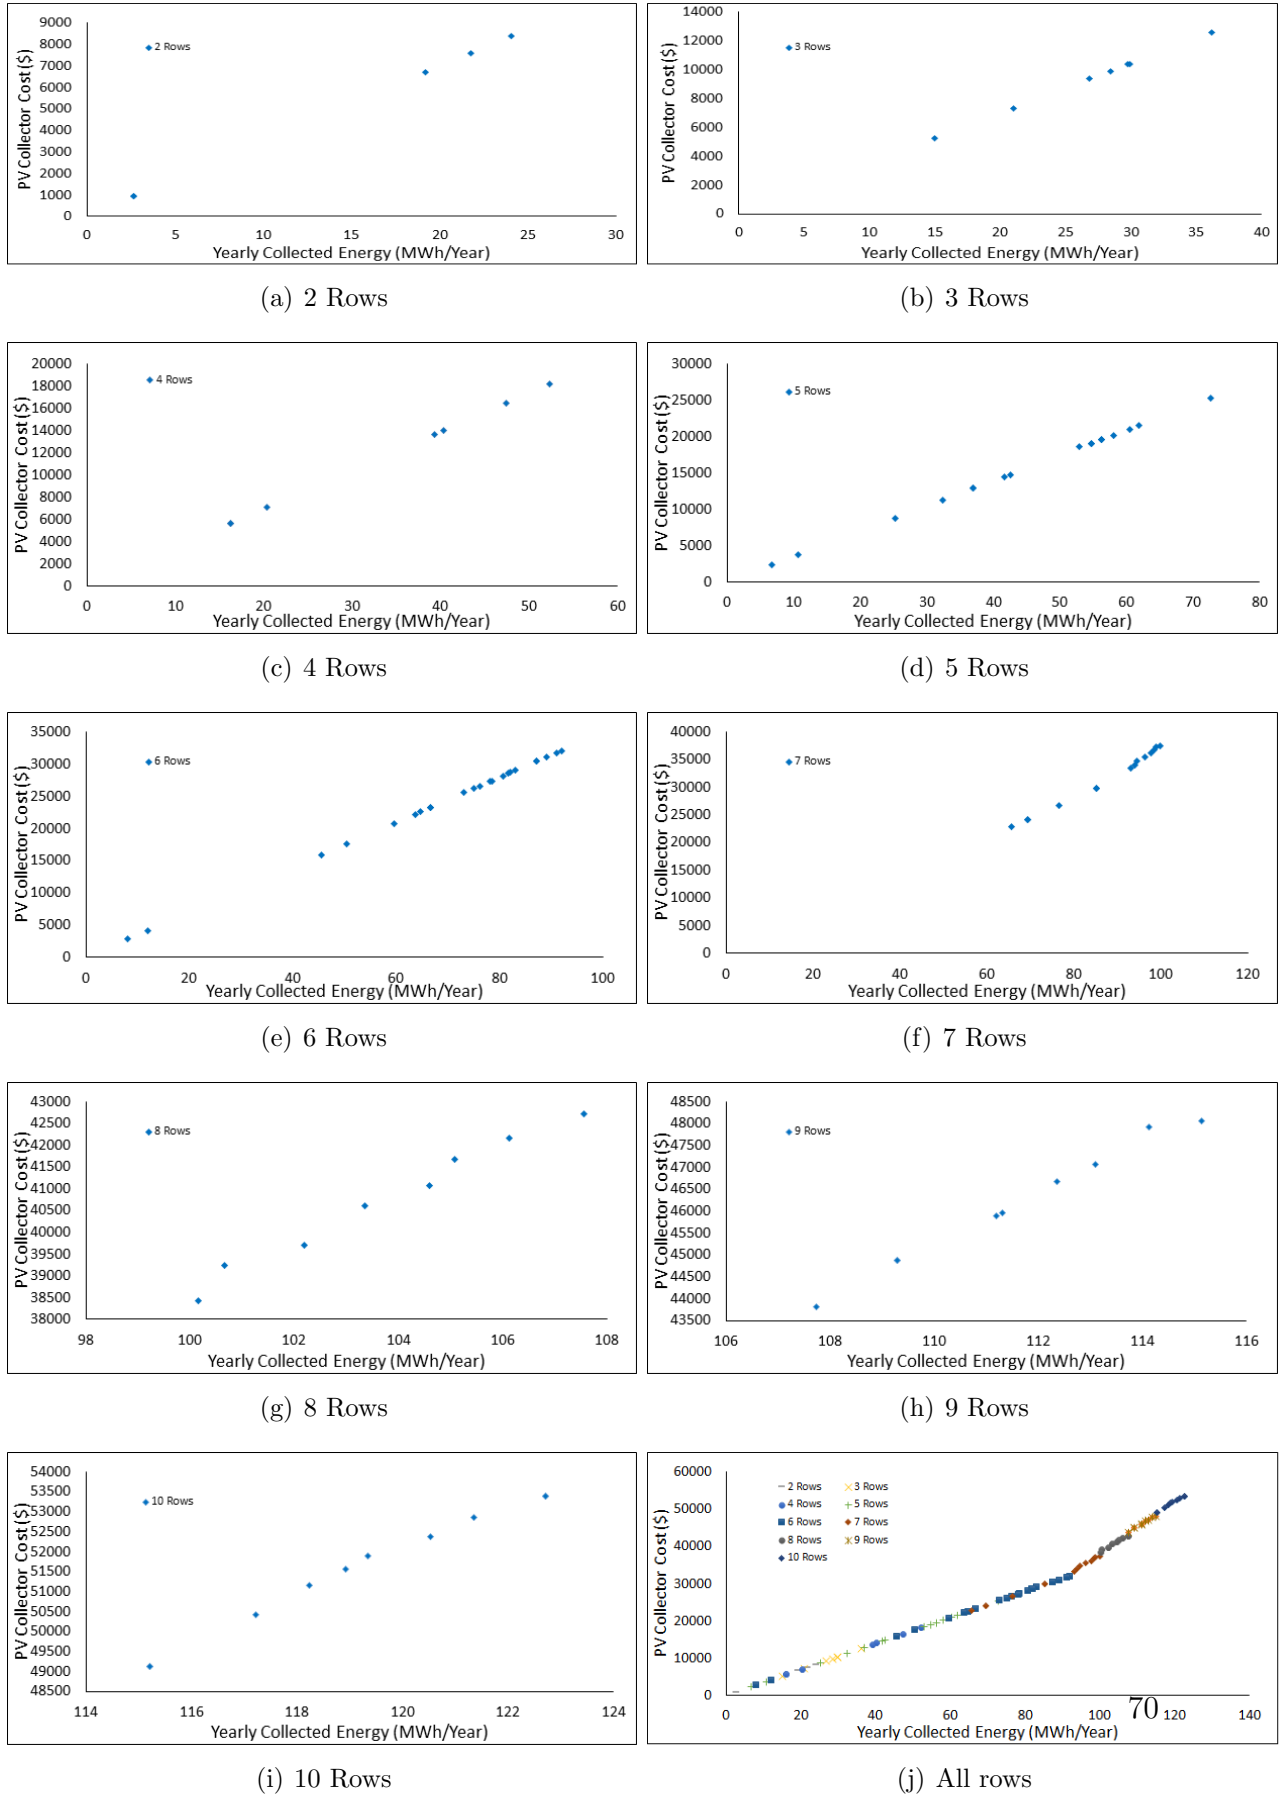 9000
8000
7000
6000
5000
4000
3000
2000
1000
0
PV Collector Cost($)
2 Rows
0 5 10 15 20 25 30
Yearly Collected Energy (MWh/Year)
(a) 2 Rows
14000
12000
10000
8000
6000
4000
2000
0
PV Collector Cost($)
3 Rows
0 5 10 15 20 25 30 35 40
Yearly Collected Energy (MWh/Year)
(b) 3 Rows
20000
18000
16000
14000
12000
10000
8000
6000
4000
2000
0
PV Collector Cost($)
4 Rows
0 10 20 30 40 50 60
Yearly Collected Energy (MWh/Year)
(c) 4 Rows
30000
25000
20000
15000
10000
5000
0
PV Collector Cost($)
5 Rows
0 10 20 30 40 50 60 70 80
Yearly Collected Energy (MWh/Year)
(d) 5 Rows
35000
30000
25000
20000
15000
10000
5000
0
PV Collector Cost($)
6 Rows
0 20 40 60 80 100
Yearly Collected Energy (MWh/Year)
(e) 6 Rows
40000
35000
30000
25000
20000
15000
10000
5000
0
PV Collector Cost($)
7 Rows
0 20 40 60 80 100 120
Yearly Collected Energy (MWh/Year)
(f) 7 Rows
43000
42500
42000
41500
41000
40500
40000
39500
39000
38500
38000
PV Collector Cost($)
8 Rows
98 100 102 104 106 108
Yearly Collected Energy (MWh/Year)
(g) 8 Rows
48500
48000
47500
47000
46500
46000
45500
45000
44500
44000
43500
PV Collector Cost($)
9 Rows
106 108 110 112 114 116
Yearly Collected Energy (MWh/Year)
(h) 9 Rows
54000
53500
53000
52500
52000
51500
51000
50500
50000
49500
49000
48500
PV Collector Cost($)
10 Rows
114 116 118 120 122 124
Yearly Collected Energy (MWh/Year)
(i) 10 Rows
60000
50000
40000
30000
20000
10000
0
PV Collector Cost($)
2 Rows 3 Rows
4 Rows 5 Rows
6 Rows 7 Rows
8 Rows 9 Rows
10 Rows
0 20 40 60 80 100 120 140
Yearly Collected Energy (MWh/Year)
70
(j) All rows